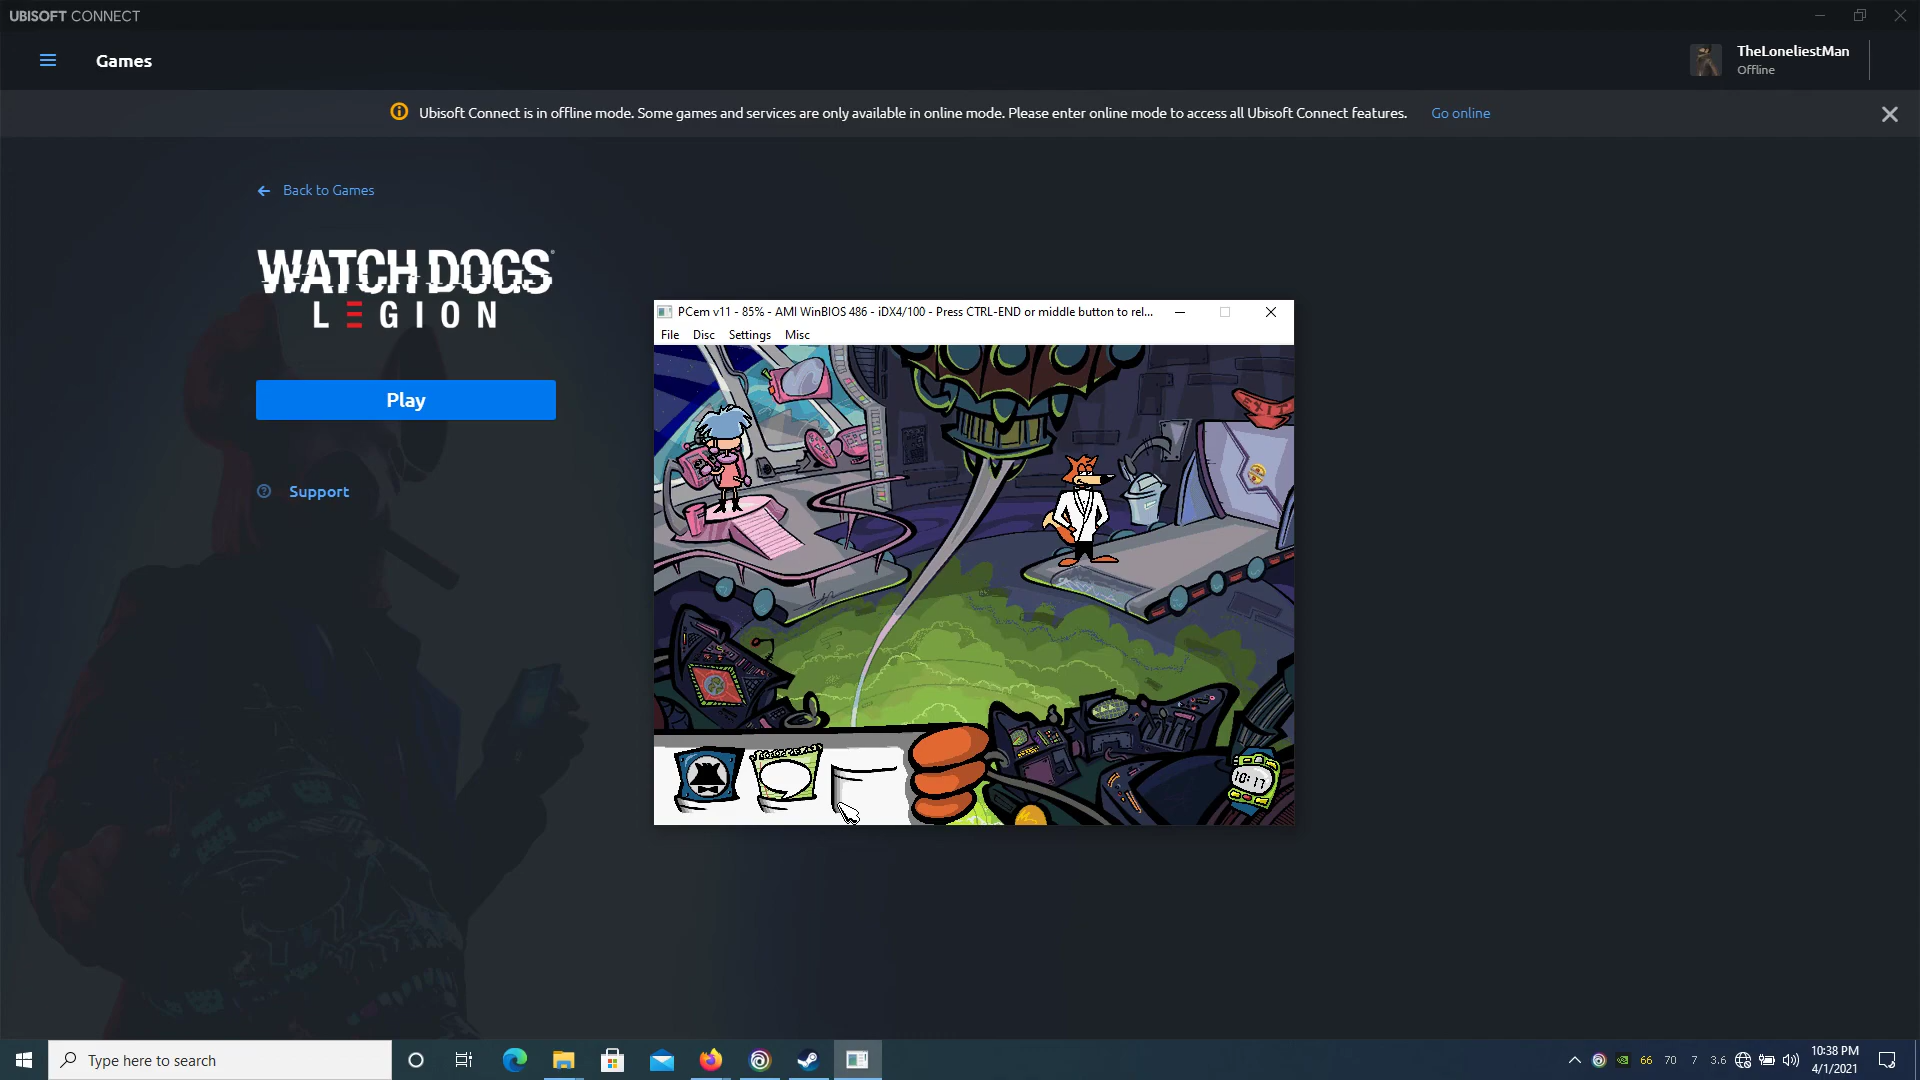 UBISOFT CONNECT
Games
TheLoneliestMan
Offline
Ubisoft Connect is in offline mode. Some games and services are only available in online mode. Please enter online mode to access all Ubisoft Connect features. Go online
Back to Games
WATCH DOGS
LEGION
Play
Support
PCem v11 - 85% - AMI WinBIOS 486 - iDX4/100 - Press CTRL-END or middle button to rel...
File Disc Settings Misc
EXIT
10:17
Type here to search
66 70 7 3.6
10:38 PM
4/1/2021